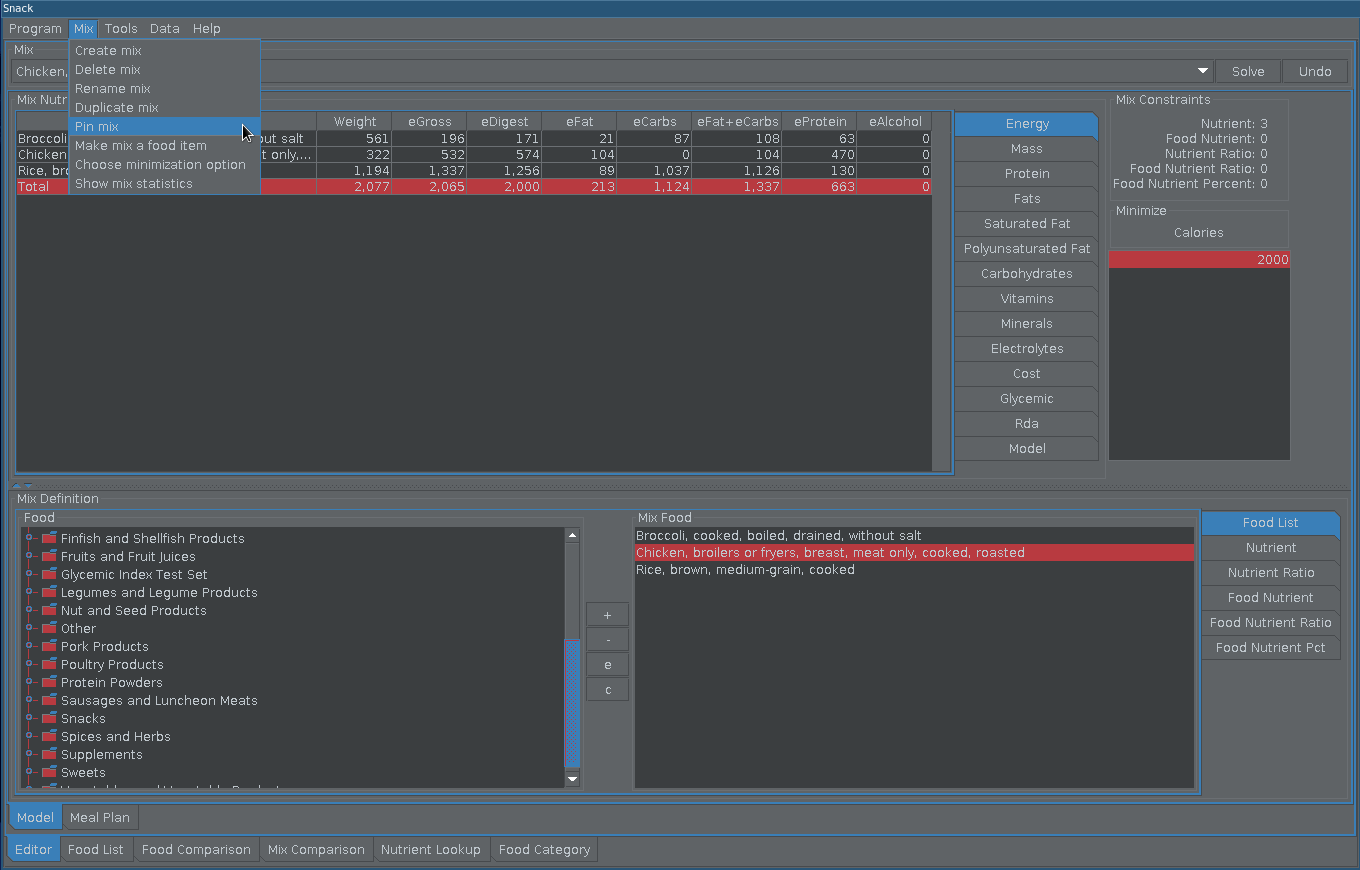 Snack
Program Mix Tools Data Help
Mix
Create mix
Delete mix
Rename mix
Duplicate mix
Pin mix
Make mix a food item
Choose minimization option
Show mix statistics
Chicken, Solve Undo
Mix Nutr
Weight eGross eDigest eFat eCarbs eFat+eCarbs eProtein eAlcohol
Broccoli out salt 561 196 171 21 87 108 63 0
Chicken t only,... 322 532 574 104 0 104 470 0
Rice, bro 1,194 1,337 1,256 89 1,037 1,126 130 0
Total 2,077 2,065 2,000 213 1,124 1,337 663 0
Energy
Mass
Protein
Fats
Saturated Fat
Polyunsaturated Fat
Carbohydrates
Vitamins
Minerals
Electrolytes
Cost
Glycemic
Rda
Model
Mix Constraints
Nutrient: 3
Food Nutrient: 0
Nutrient Ratio: 0
Food Nutrient Ratio: 0
Food Nutrient Percent: 0
Minimize
Calories
2000
Mix Definition
Food
Finfish and Shellfish Products
Fruits and Fruit Juices
Glycemic Index Test Set
Legumes and Legume Products
Nut and Seed Products
Other
Pork Products
Poultry Products
Protein Powders
Sausages and Luncheon Meats
Snacks
Spices and Herbs
Supplements
Sweets
+
-
e
c
Mix Food
Broccoli, cooked, boiled, drained, without salt
Chicken, broilers or fryers, breast, meat only, cooked, roasted
Rice, brown, medium-grain, cooked
Food List
Nutrient
Nutrient Ratio
Food Nutrient
Food Nutrient Ratio
Food Nutrient Pct
Model Meal Plan
Editor Food List Food Comparison Mix Comparison Nutrient Lookup Food Category